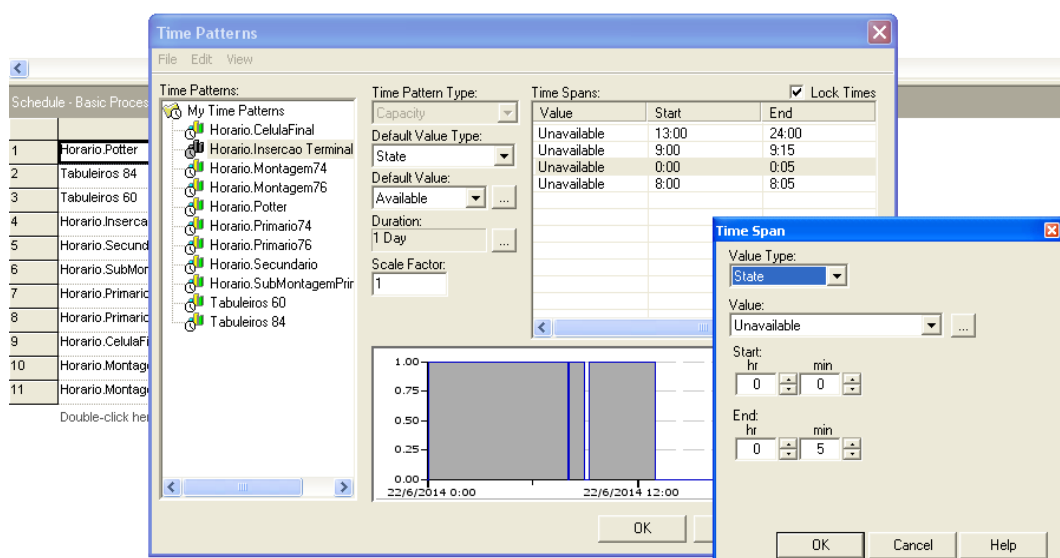 Time Patterns
File Edit View
Schedule - Basic Proces
1 Horario.Potter
2 Tabuleiros 84
3 Tabuleiros 60
4 Horario.Inserca
5 Horario.Secund
6 Horario.SubMon
7 Horario.Primario
8 Horario.Primario
9 Horario.CelulaFi
10 Horario.Montag
11 Horario.Montag
Double-click he
Time Patterns:
My Time Patterns
Horario.CelulaFinal
Horario.Insercao Terminal
Horario.Montagem74
Horario.Montagem76
Horario.Potter
Horario.Primario74
Horario.Primario76
Horario.Secundario
Horario.SubMontagemPrir
Tabuleiros 60
Tabuleiros 84
Time Pattern Type:
Capacity
Default Value Type:
State
Default Value:
Available ...
Duration:
1 Day ...
Scale Factor:
1
Time Spans: Lock Times
Value Start End
Unavailable 13:00 24:00
Unavailable 9:00 9:15
Unavailable 0:00 0:05
Unavailable 8:00 8:05
1.00
0.75
0.50
0.25
0.00
22/6/2014 0:00 22/6/2014 12:00
OK
Time Span
Value Type:
State
Value:
Unavailable ...
Start:
hr min
0 0
End:
hr min
0 5
OK Cancel Help